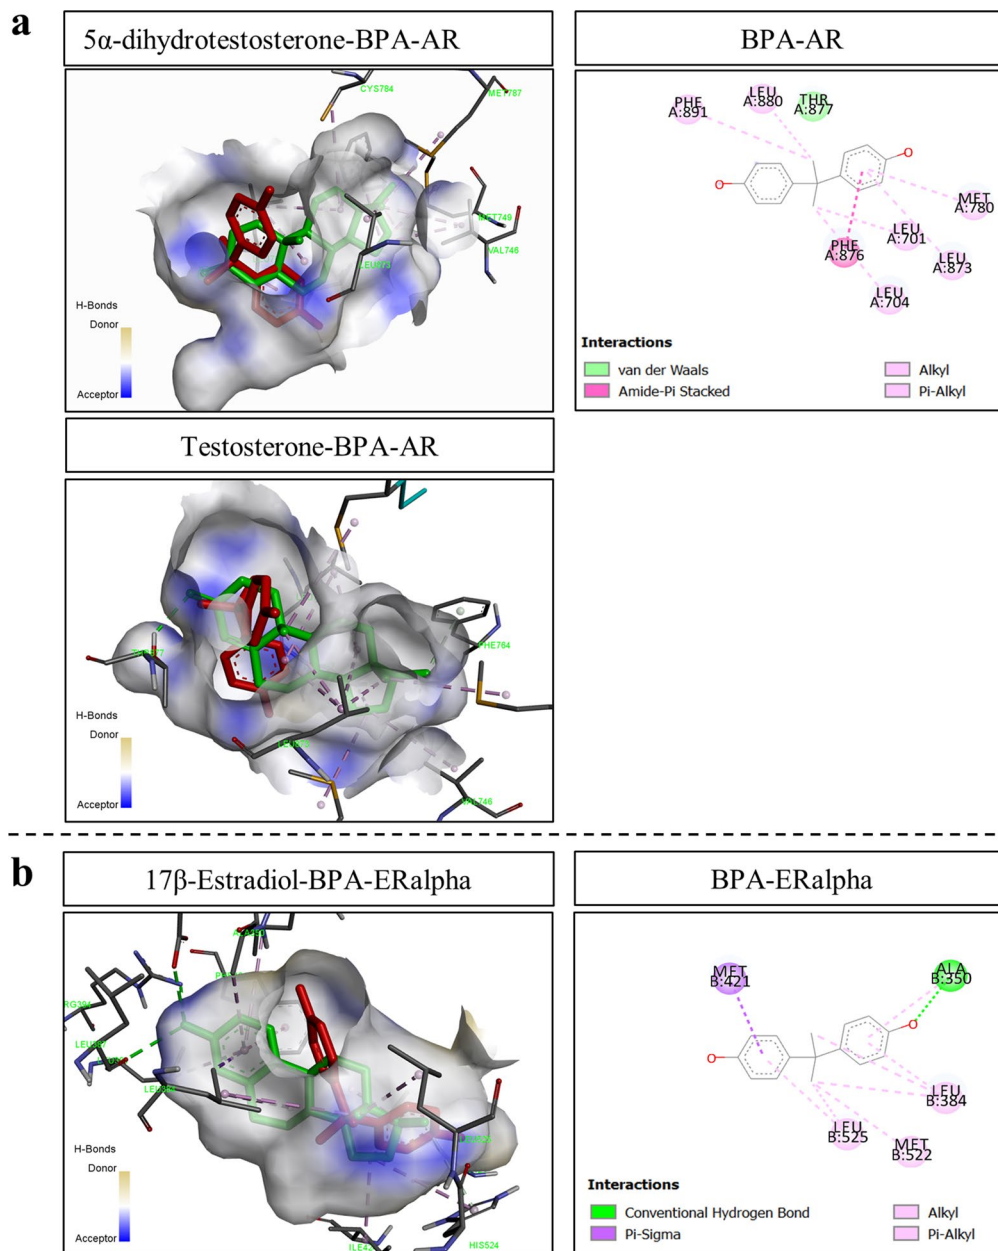 a
5α-dihydrotestosterone-BPA-AR
BPA-AR
CYS784
MET787
MET749
VAL746
H-Bonds
Donor
Acceptor
PHE
A:891
LEU
A:880
THR
A:877
MET
A:780
LEU
A:701
LEU
A:873
PHE
A:876
LEU
A:704
Interactions
van der Waals
Amide-Pi Stacked
Alkyl
Pi-Alkyl
Testosterone-BPA-AR
PHE764
VAL746
H-Bonds
Donor
Acceptor
b
17β-Estradiol-BPA-ERalpha
BPA-ERalpha
HIS524
H-Bonds
Donor
Acceptor
MET
B:421
ALA
B:350
LEU
B:384
LEU
B:525
MET
B:522
Interactions
Conventional Hydrogen Bond
Pi-Sigma
Alkyl
Pi-Alkyl